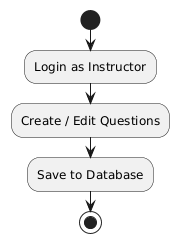 Login as Instructor
Create / Edit Questions
Save to Database